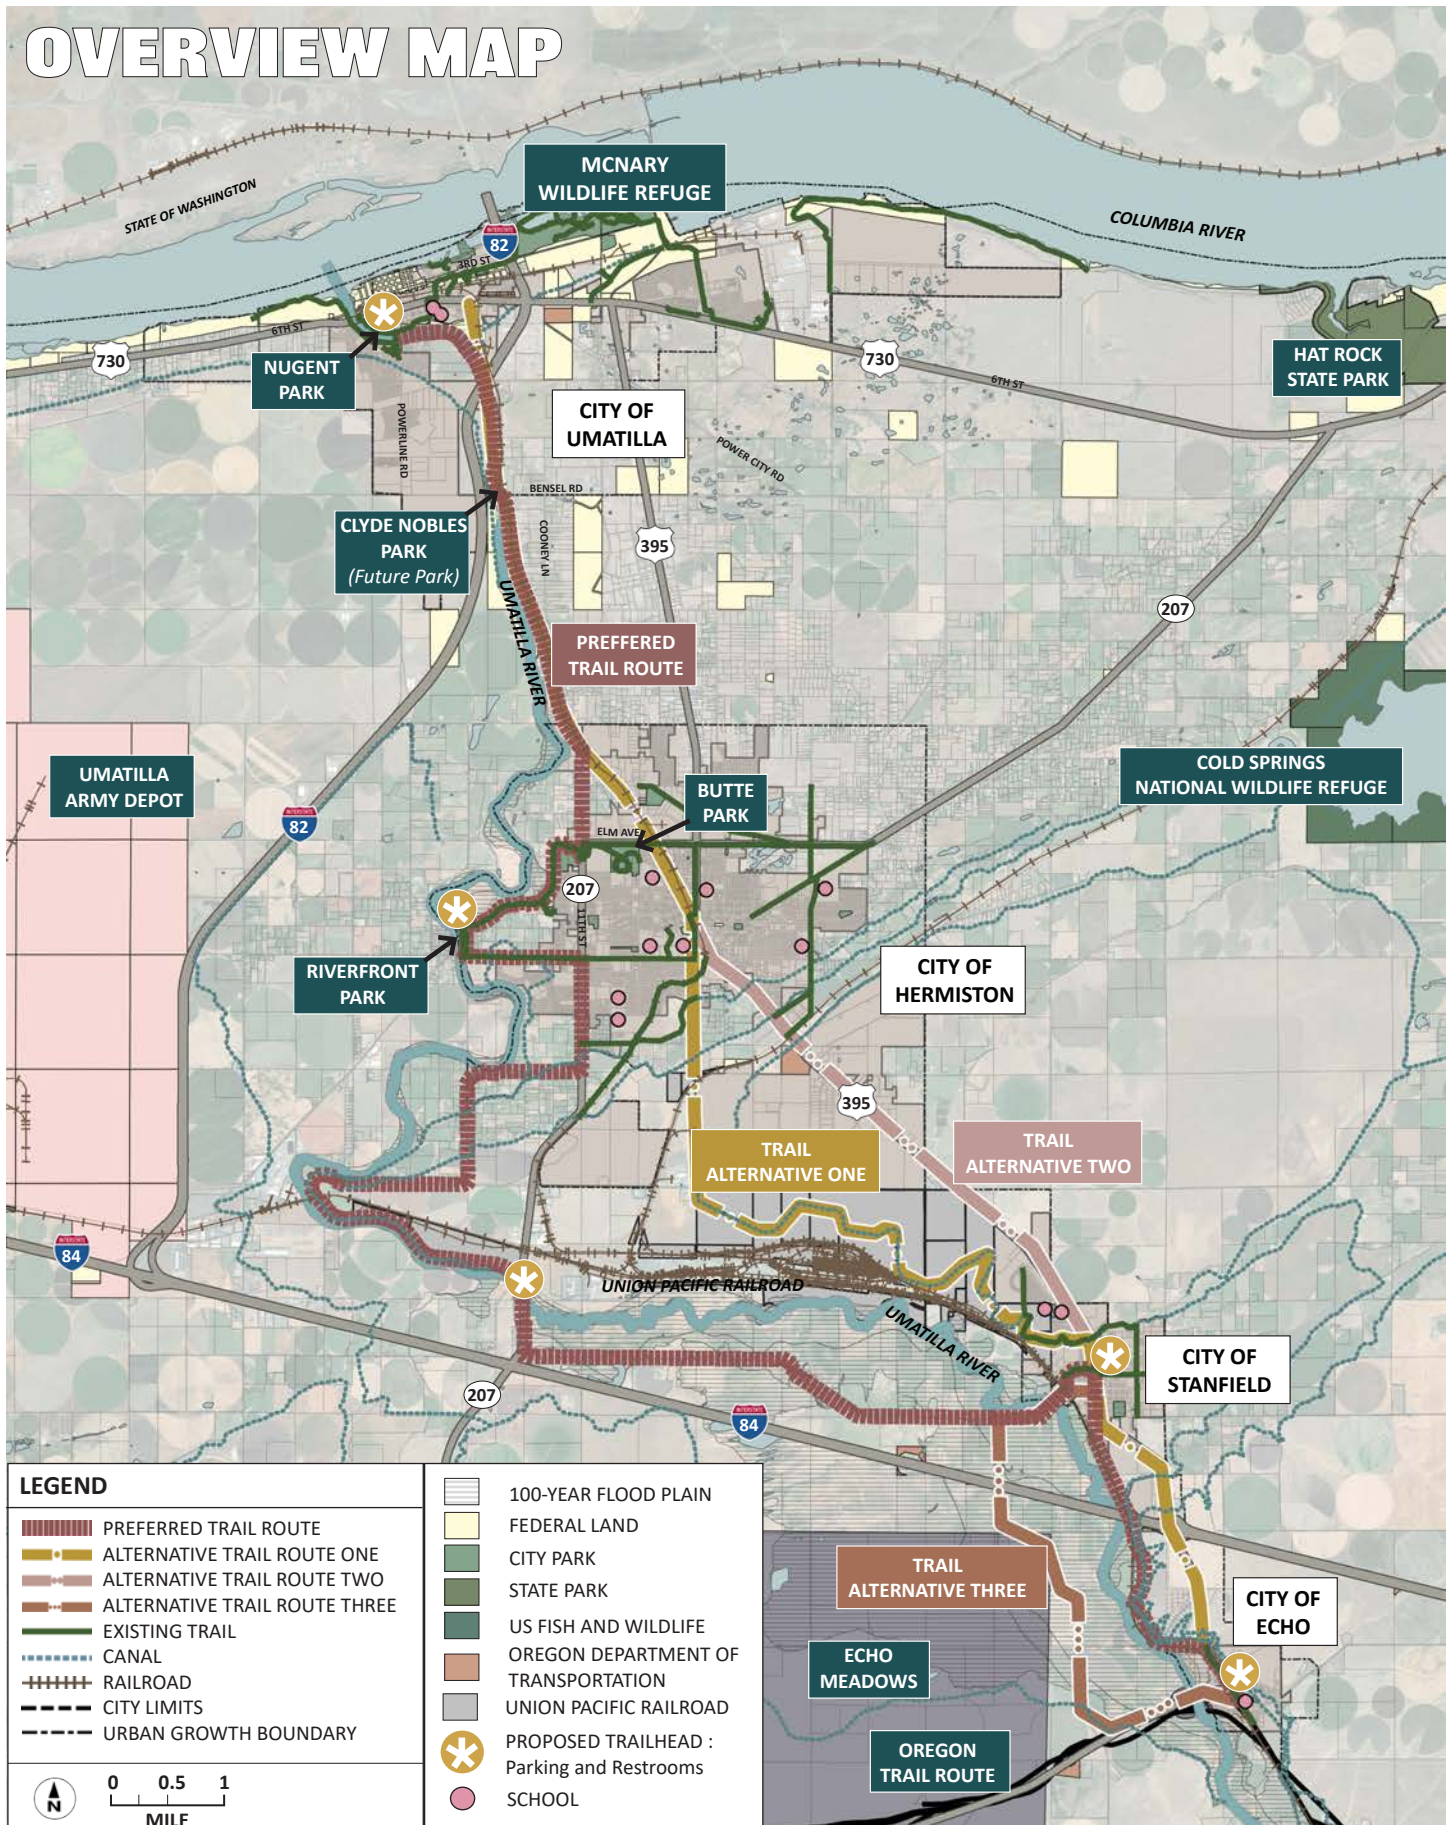 OVERVIEW MAP
MCNARY
WILDLIFE REFUGE
STATE OF WASHINGTON
COLUMBIA RIVER
INTERSTATE
82
3RD ST
6TH ST
730
NUGENT
PARK
730
6TH ST
HAT ROCK
STATE PARK
CITY OF
UMATILLA
POWERLINE RD
POWER CITY RD
BENSEL RD
CLYDE NOBLES
PARK
(Future Park)
COONEY LN
395
207
UMATILLA RIVER
PREFFERED
TRAIL ROUTE
UMATILLA
ARMY DEPOT
COLD SPRINGS
NATIONAL WILDLIFE REFUGE
BUTTE
PARK
INTERSTATE
82
ELM AVE
207
11TH ST
RIVERFRONT
PARK
CITY OF
HERMISTON
395
TRAIL
ALTERNATIVE ONE
TRAIL
ALTERNATIVE TWO
INTERSTATE
84
UNION PACIFIC RAILROAD
UMATILLA RIVER
CITY OF
STANFIELD
207
INTERSTATE
84
TRAIL
ALTERNATIVE THREE
CITY OF
ECHO
ECHO
MEADOWS
OREGON
TRAIL ROUTE
LEGEND
PREFERRED TRAIL ROUTE
ALTERNATIVE TRAIL ROUTE ONE
ALTERNATIVE TRAIL ROUTE TWO
ALTERNATIVE TRAIL ROUTE THREE
EXISTING TRAIL
CANAL
RAILROAD
CITY LIMITS
URBAN GROWTH BOUNDARY
N
0 0.5 1
MILE
100-YEAR FLOOD PLAIN
FEDERAL LAND
CITY PARK
STATE PARK
US FISH AND WILDLIFE
OREGON DEPARTMENT OF
TRANSPORTATION
UNION PACIFIC RAILROAD
PROPOSED TRAILHEAD :
Parking and Restrooms
SCHOOL